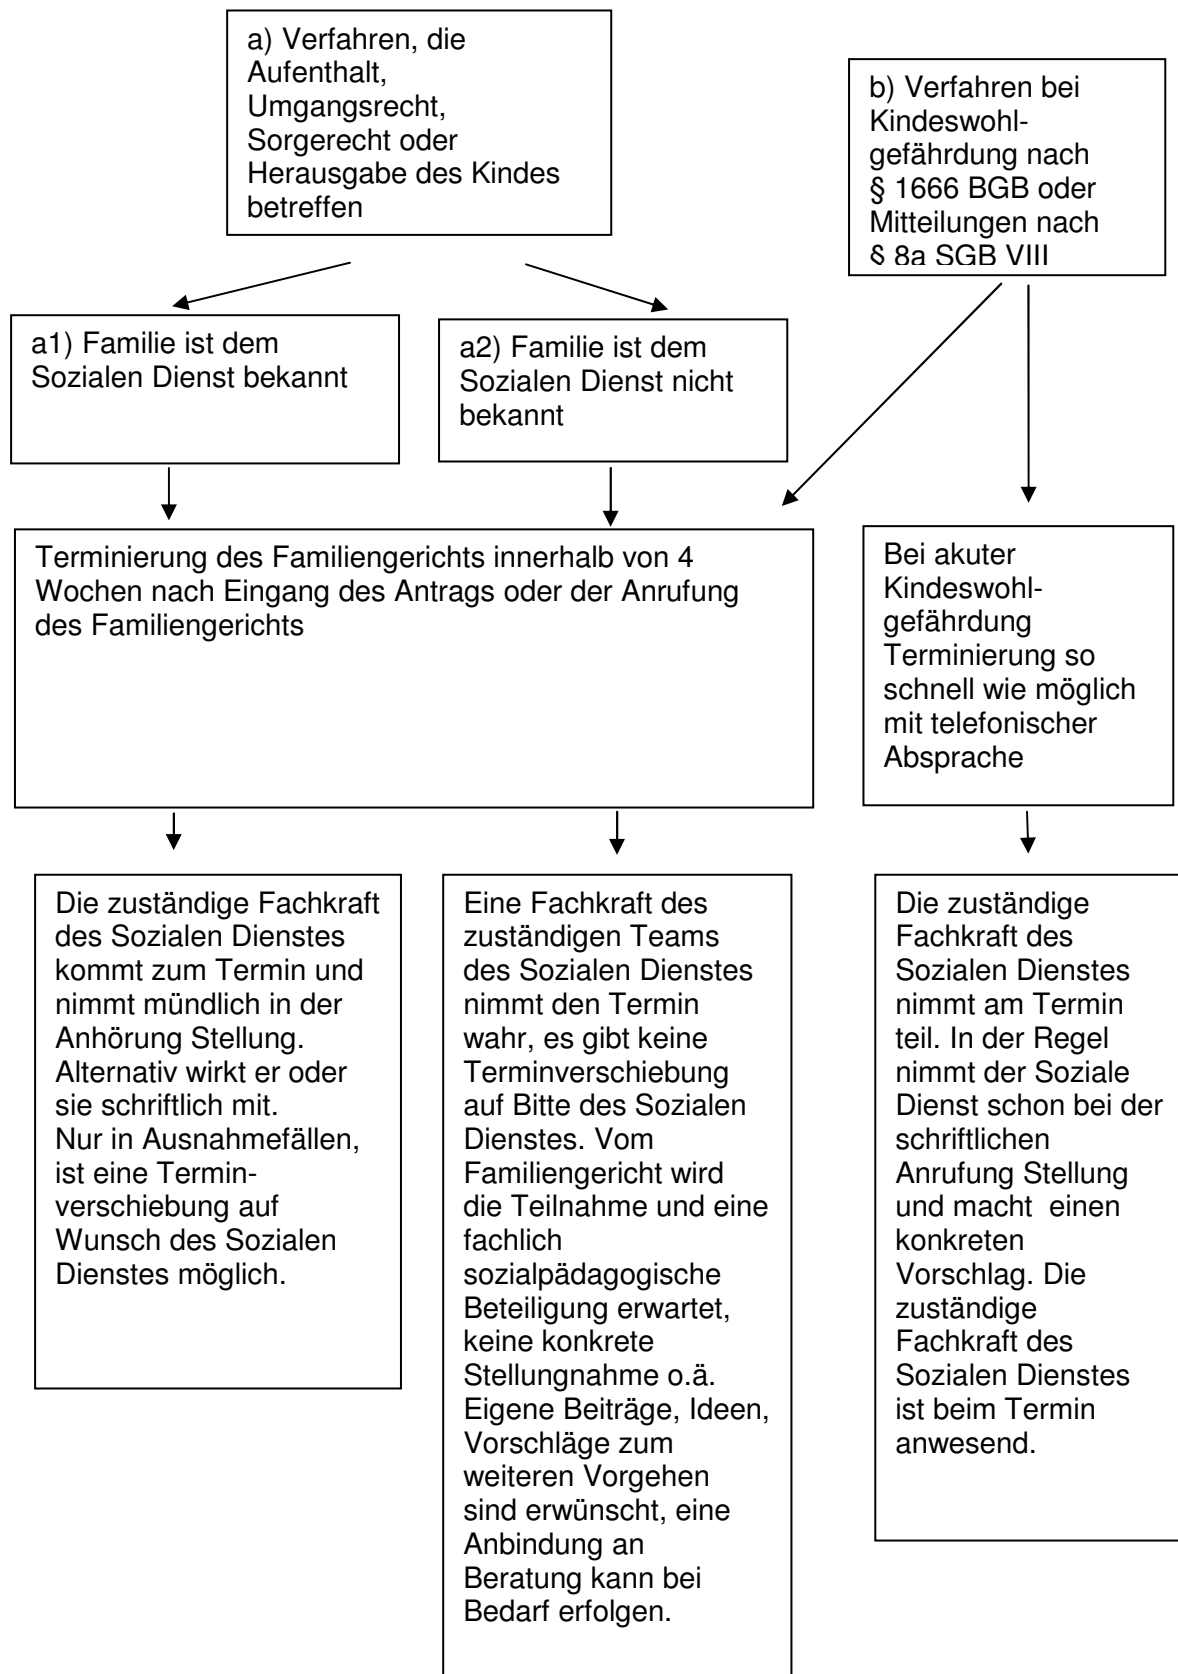 a) Verfahren, die
Aufenthalt,
Umgangsrecht,
Sorgerecht oder
Herausgabe des Kindes
betreffen
b) Verfahren bei
Kindeswohl-
gefährdung nach
§ 1666 BGB oder
Mitteilungen nach
§ 8a SGB VIII
a1) Familie ist dem
Sozialen Dienst bekannt
a2) Familie ist dem
Sozialen Dienst nicht
bekannt
Terminierung des Familiengerichts innerhalb von 4
Wochen nach Eingang des Antrags oder der Anrufung
des Familiengerichts
Bei akuter
Kindeswohl-
gefährdung
Terminierung so
schnell wie möglich
mit telefonischer
Absprache
Die zuständige Fachkraft
des Sozialen Dienstes
kommt zum Termin und
nimmt mündlich in der
Anhörung Stellung.
Alternativ wirkt er oder
sie schriftlich mit.
Nur in Ausnahmefällen,
ist eine Termin-
verschiebung auf
Wunsch des Sozialen
Dienstes möglich.
Eine Fachkraft des
zuständigen Teams
des Sozialen Dienstes
nimmt den Termin
wahr, es gibt keine
Terminverschiebung
auf Bitte des Sozialen
Dienstes. Vom
Familiengericht wird
die Teilnahme und eine
fachlich
sozialpädagogische
Beteiligung erwartet,
keine konkrete
Stellungnahme o.ä.
Eigene Beiträge, Ideen,
Vorschläge zum
weiteren Vorgehen
sind erwünscht, eine
Anbindung an
Beratung kann bei
Bedarf erfolgen.
Die zuständige
Fachkraft des
Sozialen Dienstes
nimmt am Termin
teil. In der Regel
nimmt der Soziale
Dienst schon bei der
schriftlichen
Anrufung Stellung
und macht  einen
konkreten
Vorschlag. Die
zuständige
Fachkraft des
Sozialen Dienstes
ist beim Termin
anwesend.